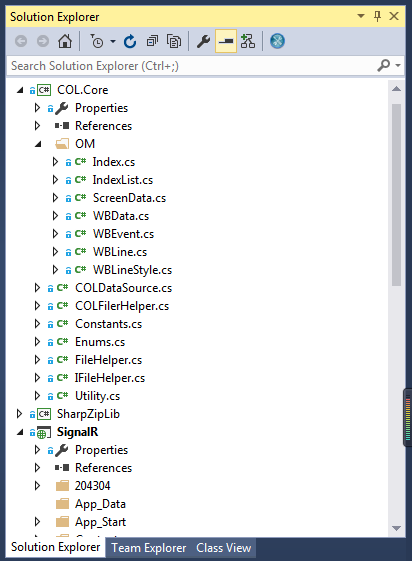 Solution Explorer
Search Solution Explorer (Ctrl+;)
COL.Core
Properties
References
OM
Index.cs
IndexList.cs
ScreenData.cs
WBData.cs
WBEvent.cs
WBLine.cs
WBLineStyle.cs
COLDataSource.cs
COLFilerHelper.cs
Constants.cs
Enums.cs
FileHelper.cs
IFileHelper.cs
Utility.cs
SharpZipLib
SignalR
Properties
References
204304
App_Data
App_Start
Solution Explorer Team Explorer Class View